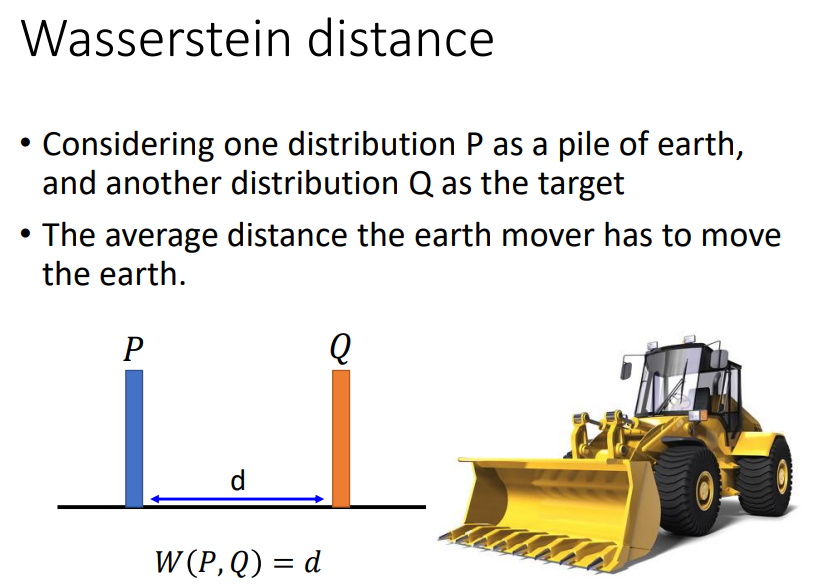 Wasserstein distance
• Considering one distribution P as a pile of earth,
and another distribution Q as the target
• The average distance the earth mover has to move
the earth.
P
Q
d
W(P, Q) = d